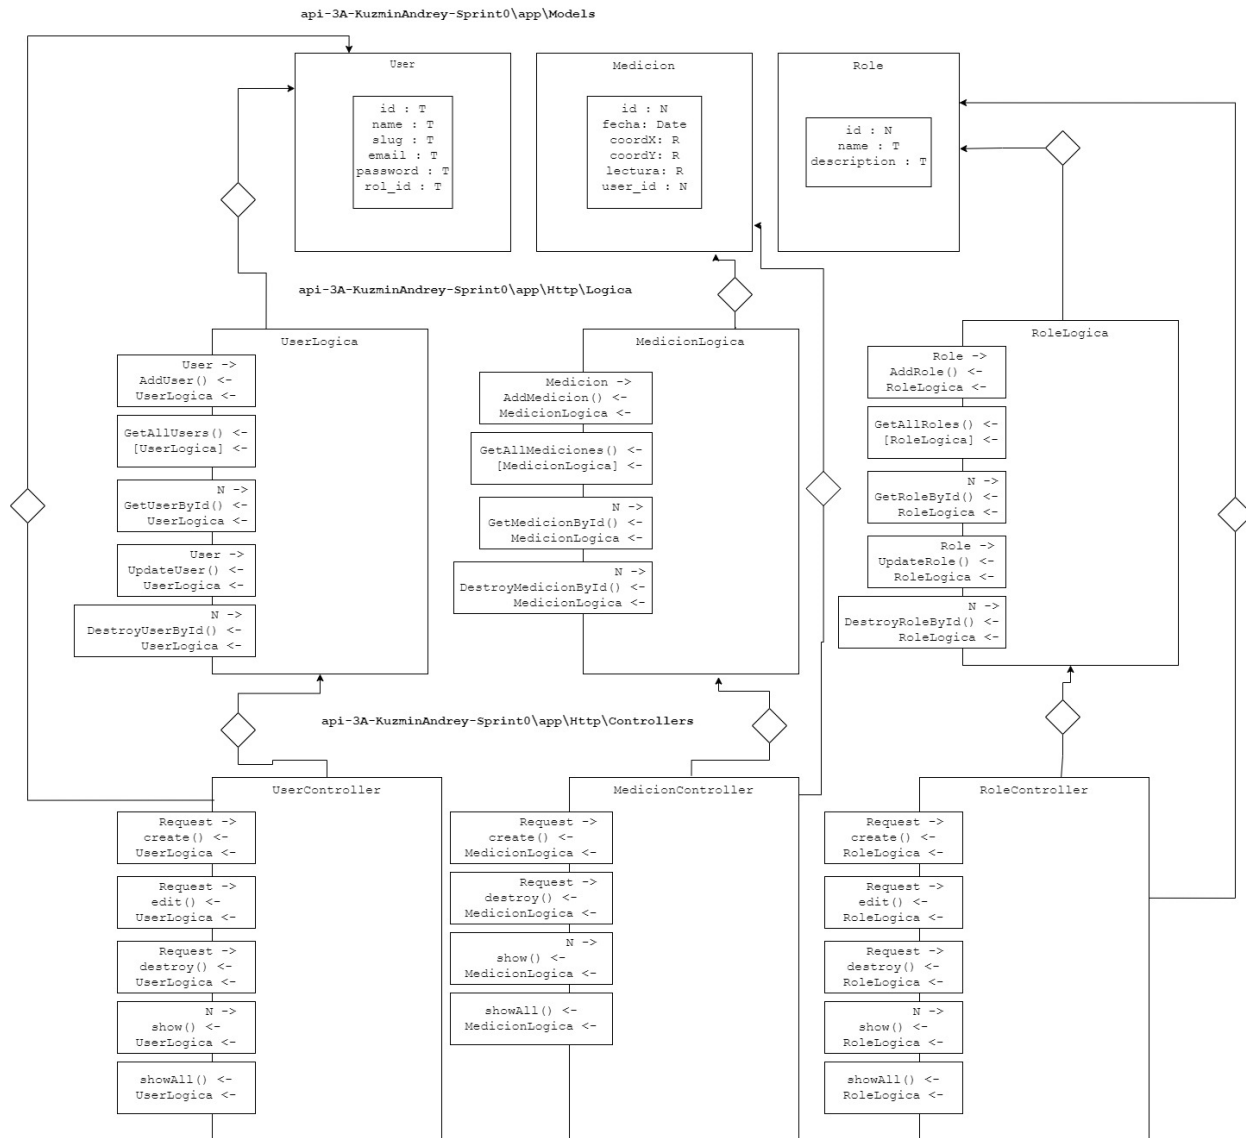 api-3A-KuzminAndrey-Sprint0\app\Models
User
id : T
name : T
slug : T
email : T
password : T
rol_id : T
Medicion
id : N
fecha: Date
coordX: R
coordY: R
lectura: R
user_id : N
Role
id : N
name : T
description : T
api-3A-KuzminAndrey-Sprint0\app\Http\Logica
UserLogica
User ->
AddUser() <-
UserLogica <-
GetAllUsers() <-
[UserLogica] <-
N ->
GetUserById() <-
UserLogica <-
User ->
UpdateUser() <-
UserLogica <-
N ->
DestroyUserById() <-
UserLogica <-
MedicionLogica
Medicion ->
AddMedicion() <-
MedicionLogica <-
GetAllMediciones() <-
[MedicionLogica] <-
N ->
GetMedicionById() <-
MedicionLogica <-
N ->
DestroyMedicionById() <-
MedicionLogica <-
RoleLogica
Role ->
AddRole() <-
RoleLogica <-
GetAllRoles() <-
[RoleLogica] <-
N ->
GetRoleById() <-
RoleLogica <-
Role ->
UpdateRole() <-
RoleLogica <-
N ->
DestroyRoleById() <-
RoleLogica <-
api-3A-KuzminAndrey-Sprint0\app\Http\Controllers
UserController
Request ->
create() <-
UserLogica <-
Request ->
edit() <-
UserLogica <-
Request ->
destroy() <-
UserLogica <-
N ->
show() <-
UserLogica <-
showAll() <-
UserLogica <-
MedicionController
Request ->
create() <-
MedicionLogica <-
Request ->
destroy() <-
MedicionLogica <-
N ->
show() <-
MedicionLogica <-
showAll() <-
MedicionLogica <-
RoleController
Request ->
create() <-
RoleLogica <-
Request ->
edit() <-
RoleLogica <-
Request ->
destroy() <-
RoleLogica <-
N ->
show() <-
RoleLogica <-
showAll() <-
RoleLogica <-